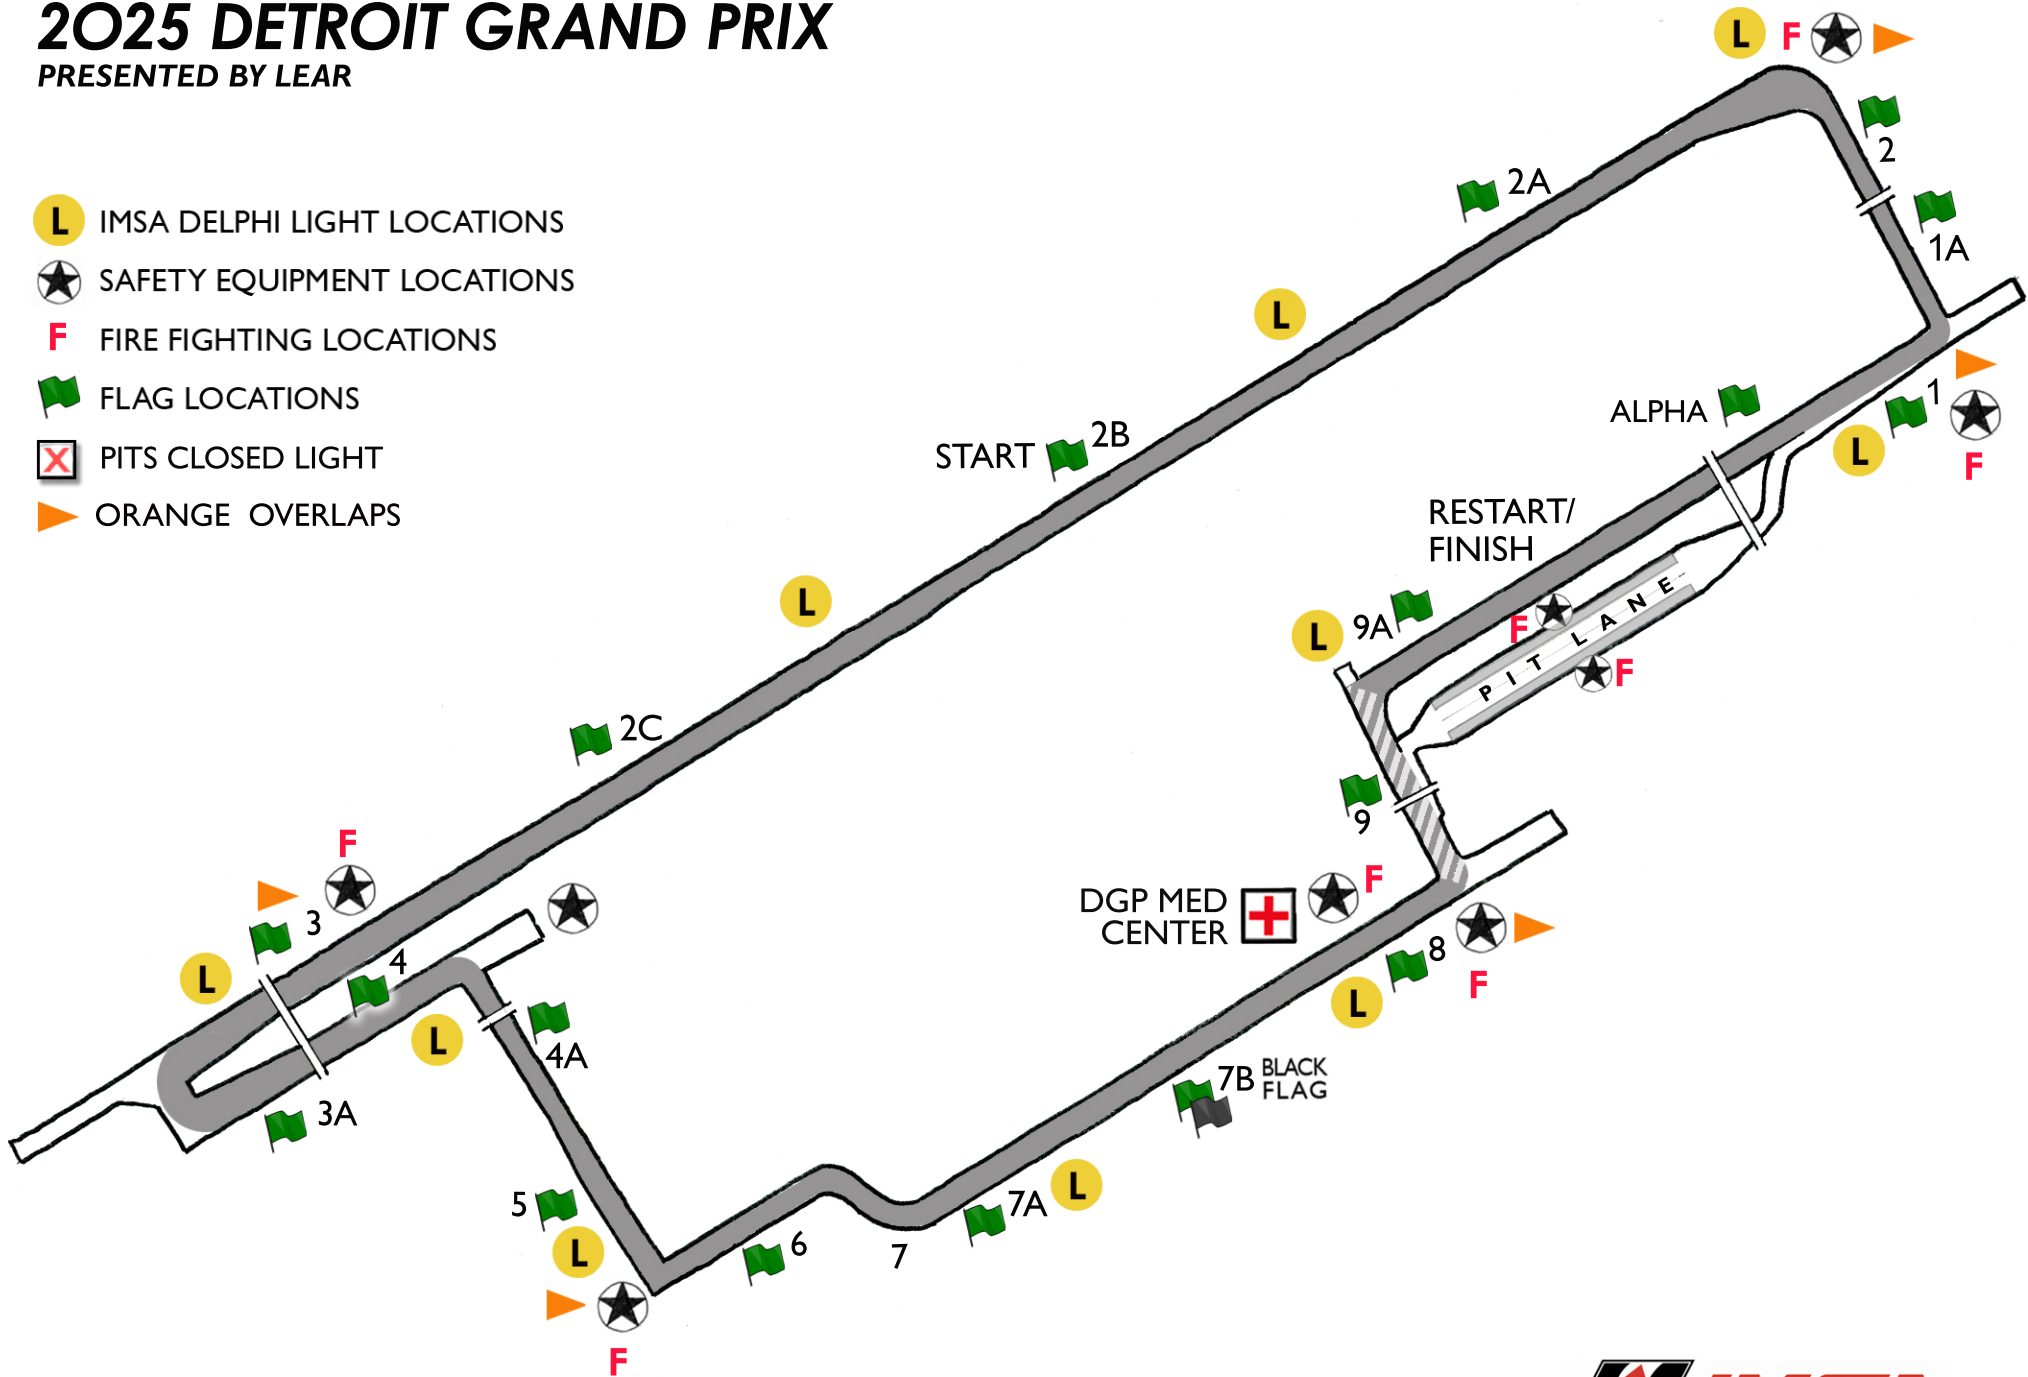 2025 DETROIT GRAND PRIX
PRESENTED BY LEAR
L IMSA DELPHI LIGHT LOCATIONS
SAFETY EQUIPMENT LOCATIONS
F FIRE FIGHTING LOCATIONS
FLAG LOCATIONS
X PITS CLOSED LIGHT
ORANGE OVERLAPS
L F
2
2A
1A
L
1
ALPHA
L
F
2B
START
RESTART/
FINISH
L
9A
F
PIT LANE
F
L
2C
9
F
3
F
DGP MED
CENTER
4
L
8
F
L
L
4A
7B BLACK
FLAG
3A
5
L
7A
L
6
7
F